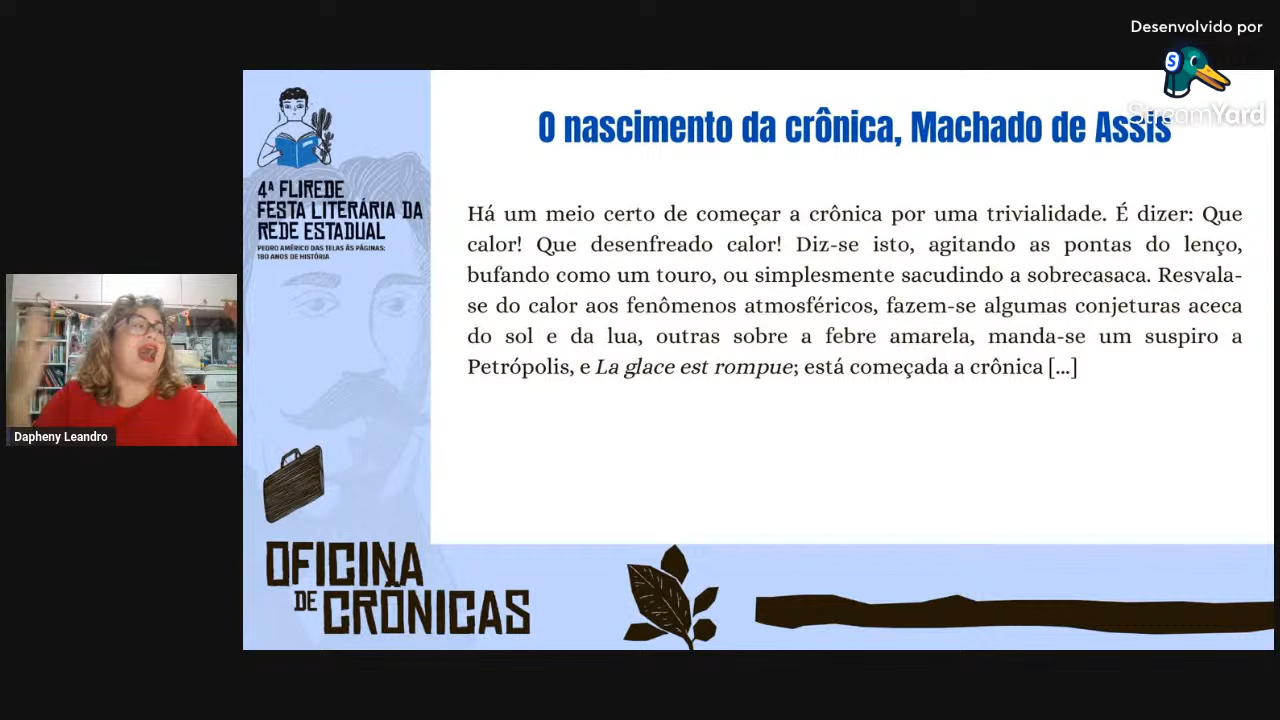 Desenvolvido por
StreamYard
O nascimento da crônica, Machado de Assis
4ª FLIREDE
FESTA LITERÁRIA DA
REDE ESTADUAL
PEDRO AMÉRICO DAS TELAS ÀS PÁGINAS:
180 ANOS DE HISTÓRIA
Há um meio certo de começar a crônica por uma trivialidade. É dizer: Que
calor! Que desenfreado calor! Diz-se isto, agitando as pontas do lenço,
bufando como um touro, ou simplesmente sacudindo a sobrecasaca. Resvala-
se do calor aos fenômenos atmosféricos, fazem-se algumas conjeturas aceca
do sol e da lua, outras sobre a febre amarela, manda-se um suspiro a
Petrópolis, e La glace est rompue; está começada a crônica [...]
Dapheny Leandro
OFICINA
DE CRÔNICAS